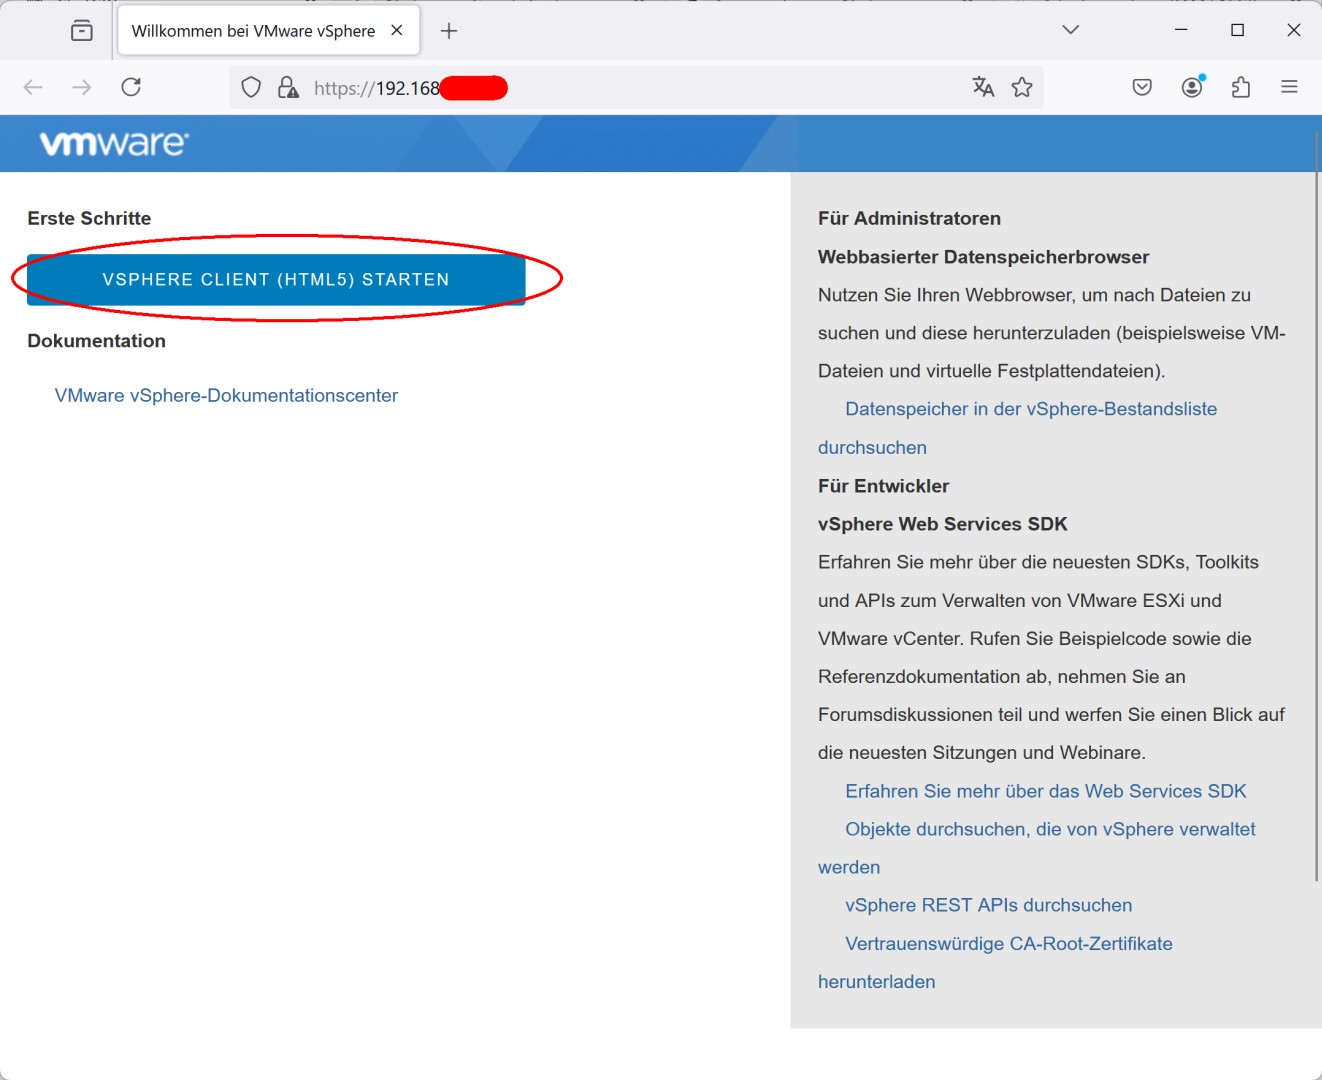 Willkommen bei VMware vSphere
https://192.168
vmware®
Erste Schritte
VSPHERE CLIENT (HTML5) STARTEN
Dokumentation
VMware vSphere-Dokumentationscenter
Für Administratoren
Webbasierter Datenspeicherbrowser
Nutzen Sie Ihren Webbrowser, um nach Dateien zu
suchen und diese herunterzuladen (beispielsweise VM-
Dateien und virtuelle Festplattendateien).
Datenspeicher in der vSphere-Bestandsliste
durchsuchen
Für Entwickler
vSphere Web Services SDK
Erfahren Sie mehr über die neuesten SDKs, Toolkits
und APIs zum Verwalten von VMware ESXi und
VMware vCenter. Rufen Sie Beispielcode sowie die
Referenzdokumentation ab, nehmen Sie an
Forumsdiskussionen teil und werfen Sie einen Blick auf
die neuesten Sitzungen und Webinare.
Erfahren Sie mehr über das Web Services SDK
Objekte durchsuchen, die von vSphere verwaltet
werden
vSphere REST APIs durchsuchen
Vertrauenswürdige CA-Root-Zertifikate
herunterladen